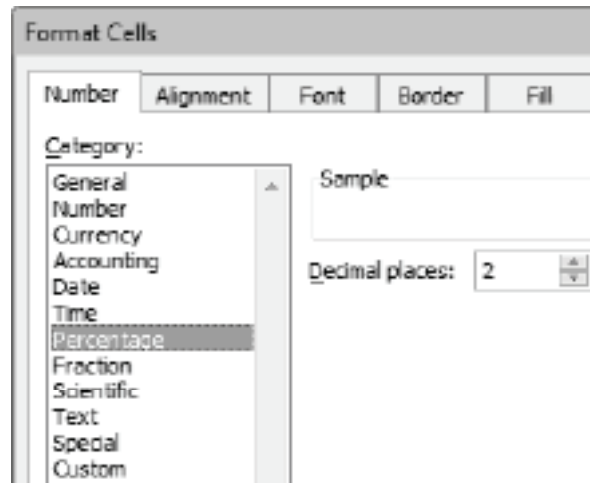 Format Cells
Number Alignment Font Border Fill
Category:
General
Number
Currency
Accounting
Date
Time
Percentage
Fraction
Scientific
Text
Special
Custom
Sample
Decimal places: 2